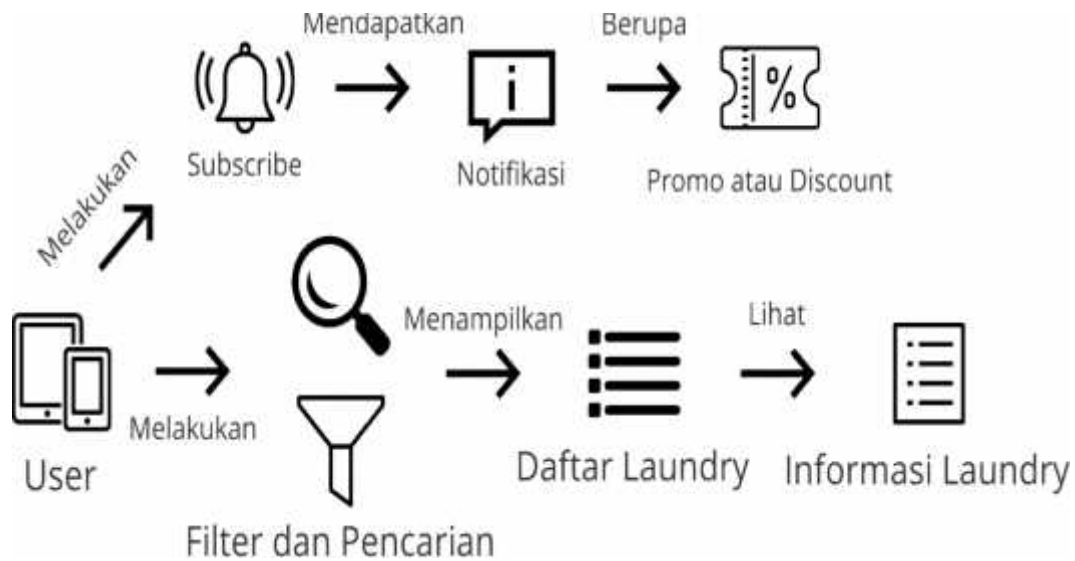 Mendapatkan
Berupa
Subscribe
Notifikasi
Promo atau Discount
%
i
Melakukan
Menampilkan
Lihat
Melakukan
User
Daftar Laundry
Informasi Laundry
Filter dan Pencarian